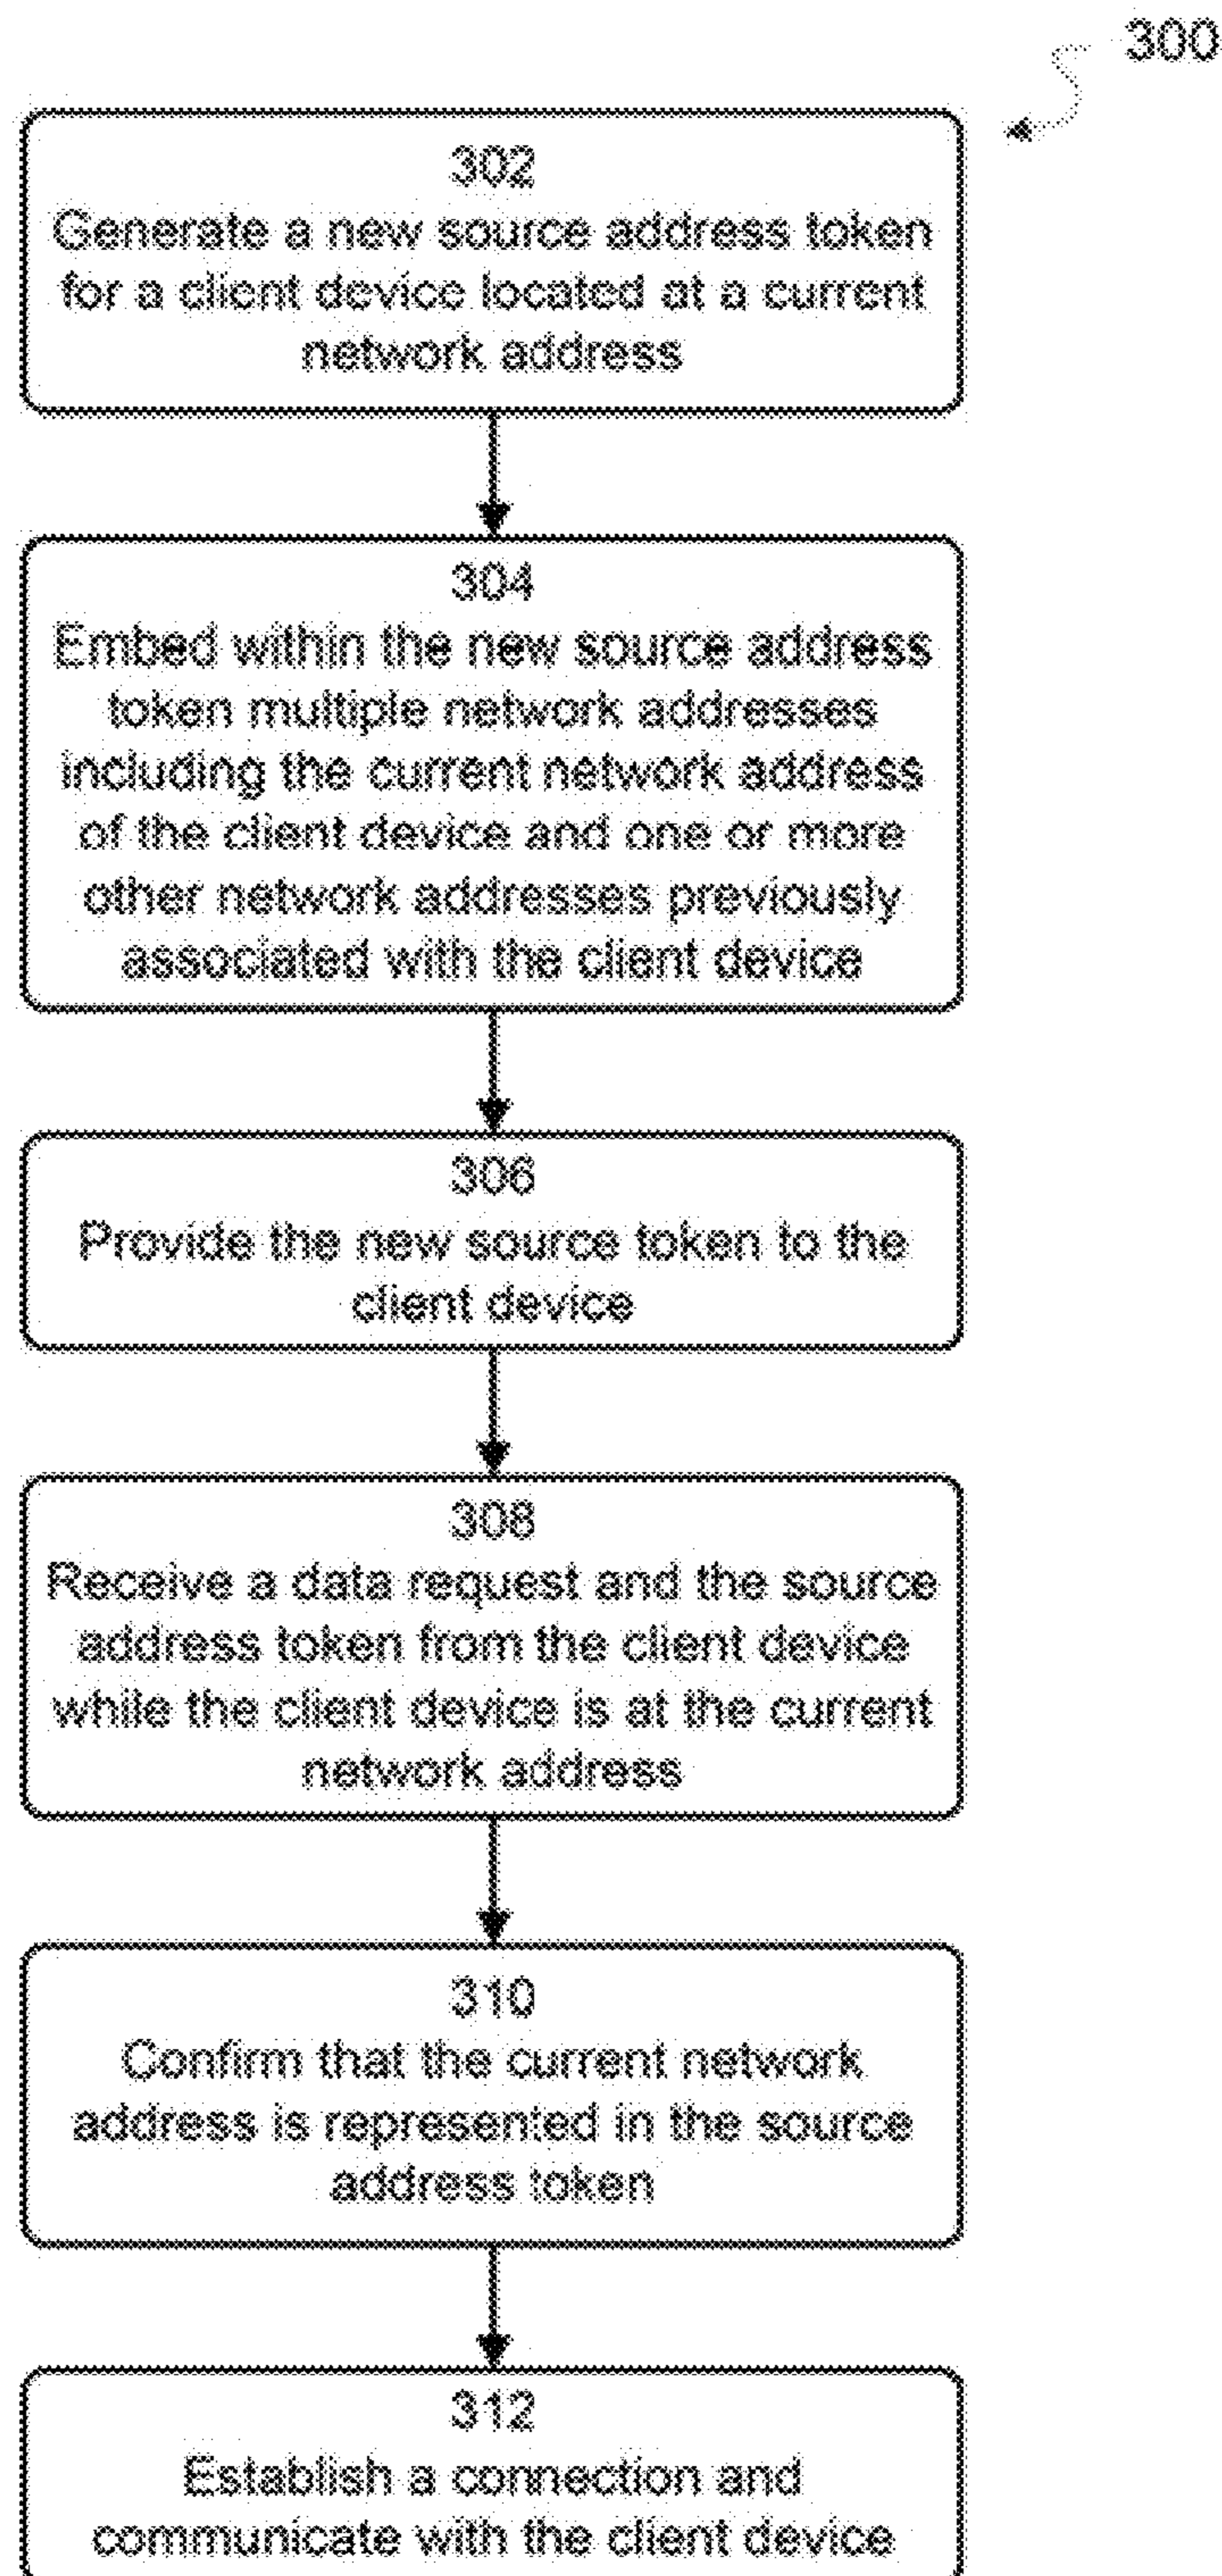 300
302
Generate a new source address token
for a client device located at a current
network address
304
Embed within the new source address
token multiple network addresses
including the current network address
of the client device and one or more
other network addresses previously
associated with the client device
306
Provide the new source token to the
client device
308
Receive a data request and the source
address token from the client device
while the client device is at the current
network address
310
Confirm that the current network
address is represented in the source
address token
312
Establish a connection and
communicate with the client device